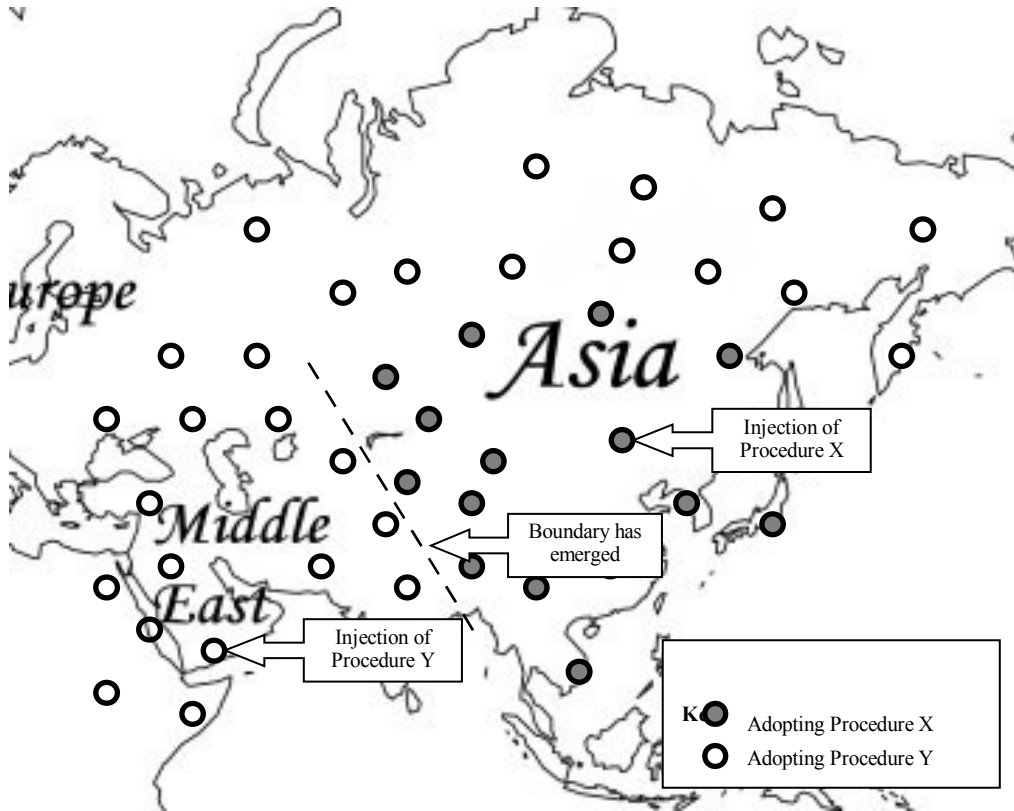 urope
Asia
Injection of
Procedure X
Middle
East
Boundary has
emerged
Injection of
Procedure Y
Adopting Procedure X
Adopting Procedure Y